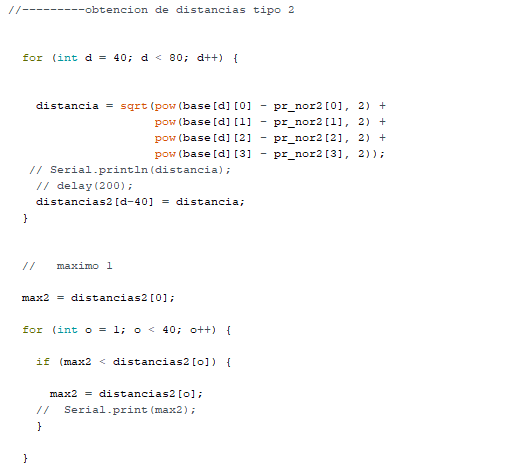 //---------obtencion de distancias tipo 2
for (int d = 40; d < 80; d++) {
distancia = sqrt(pow(base[d][0] - pr_nor2[0], 2) +
pow(base[d][1] - pr_nor2[1], 2) +
pow(base[d][2] - pr_nor2[2], 2) +
pow(base[d][3] - pr_nor2[3], 2));
// Serial.println(distancia);
// delay(200);
distancias2[d-40] = distancia;
}
//   maximo 1
max2 = distancias2[0];
for (int o = 1; o < 40; o++) {
if (max2 < distancias2[o]) {
max2 = distancias2[o];
//  Serial.print(max2);
}
}